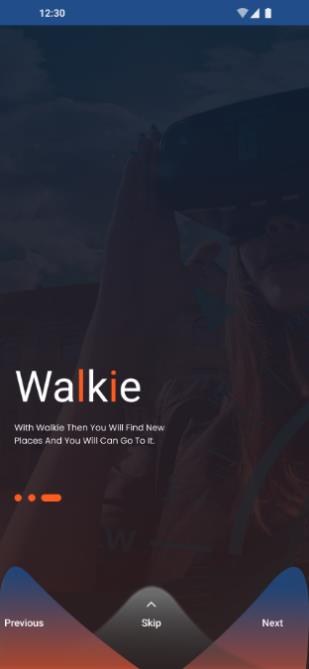 12:30
Walkie
With Walkie Then You Will Find New
Places And You Will Can Go To It.
W
Previous
Skip
Next